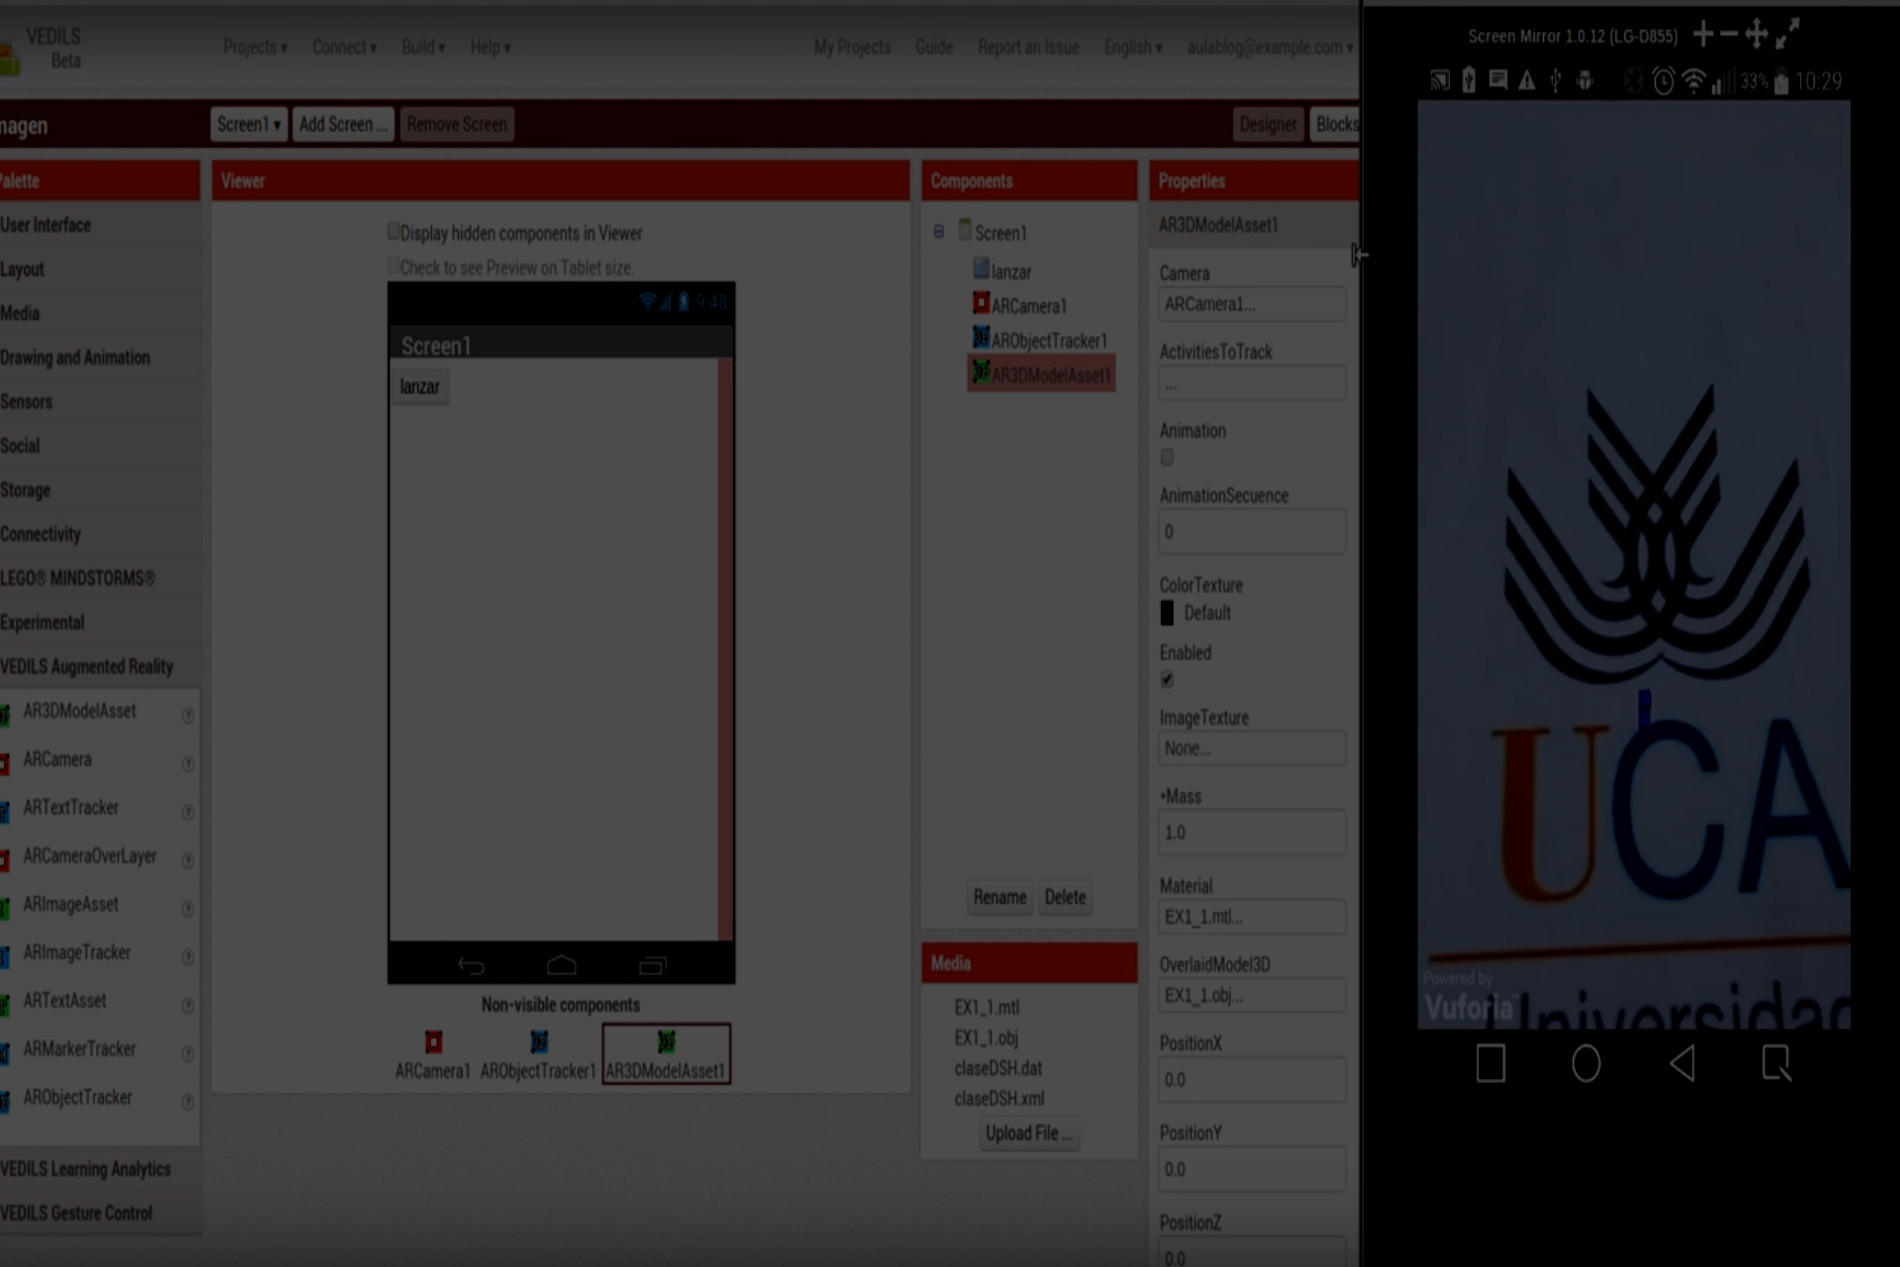 VEDILS
Beta
Projects ▾ Connect ▾ Build ▾ Help ▾
My Projects Guide Report an Issue English ▾ aulablog@example.com ▾
magen
Screen1 ▾ Add Screen ... Remove Screen
Designer Blocks
Palette
User Interface
Layout
Media
Drawing and Animation
Sensors
Social
Storage
Connectivity
LEGO® MINDSTORMS®
Experimental
VEDILS Augmented Reality
AR3DModelAsset
ARCamera
ARTextTracker
ARCameraOverLayer
ARImageAsset
ARImageTracker
ARTextAsset
ARMarkerTracker
ARObjectTracker
VEDILS Learning Analytics
VEDILS Gesture Control
Viewer
Display hidden components in Viewer
Check to see Preview on Tablet size.
9:48
Screen1
lanzar
Non-visible components
ARCamera1 ARObjectTracker1 AR3DModelAsset1
Components
Screen1
lanzar
ARCamera1
ARObjectTracker1
AR3DModelAsset1
Rename Delete
Media
EX1_1.mtl
EX1_1.obj
claseDSH.dat
claseDSH.xml
Upload File ...
Properties
AR3DModelAsset1
Camera
ARCamera1...
ActivitiesToTrack
...
Animation
AnimationSecuence
0
ColorTexture
Default
Enabled
ImageTexture
None...
•Mass
1.0
Material
EX1_1.mtl...
OverlaidModel3D
EX1_1.obj...
PositionX
0.0
PositionY
0.0
PositionZ
0.0
Screen Mirror 1.0.12 (LG-D855)
33% 10:29
UCA
Powered by
Vuforia™
Universidad